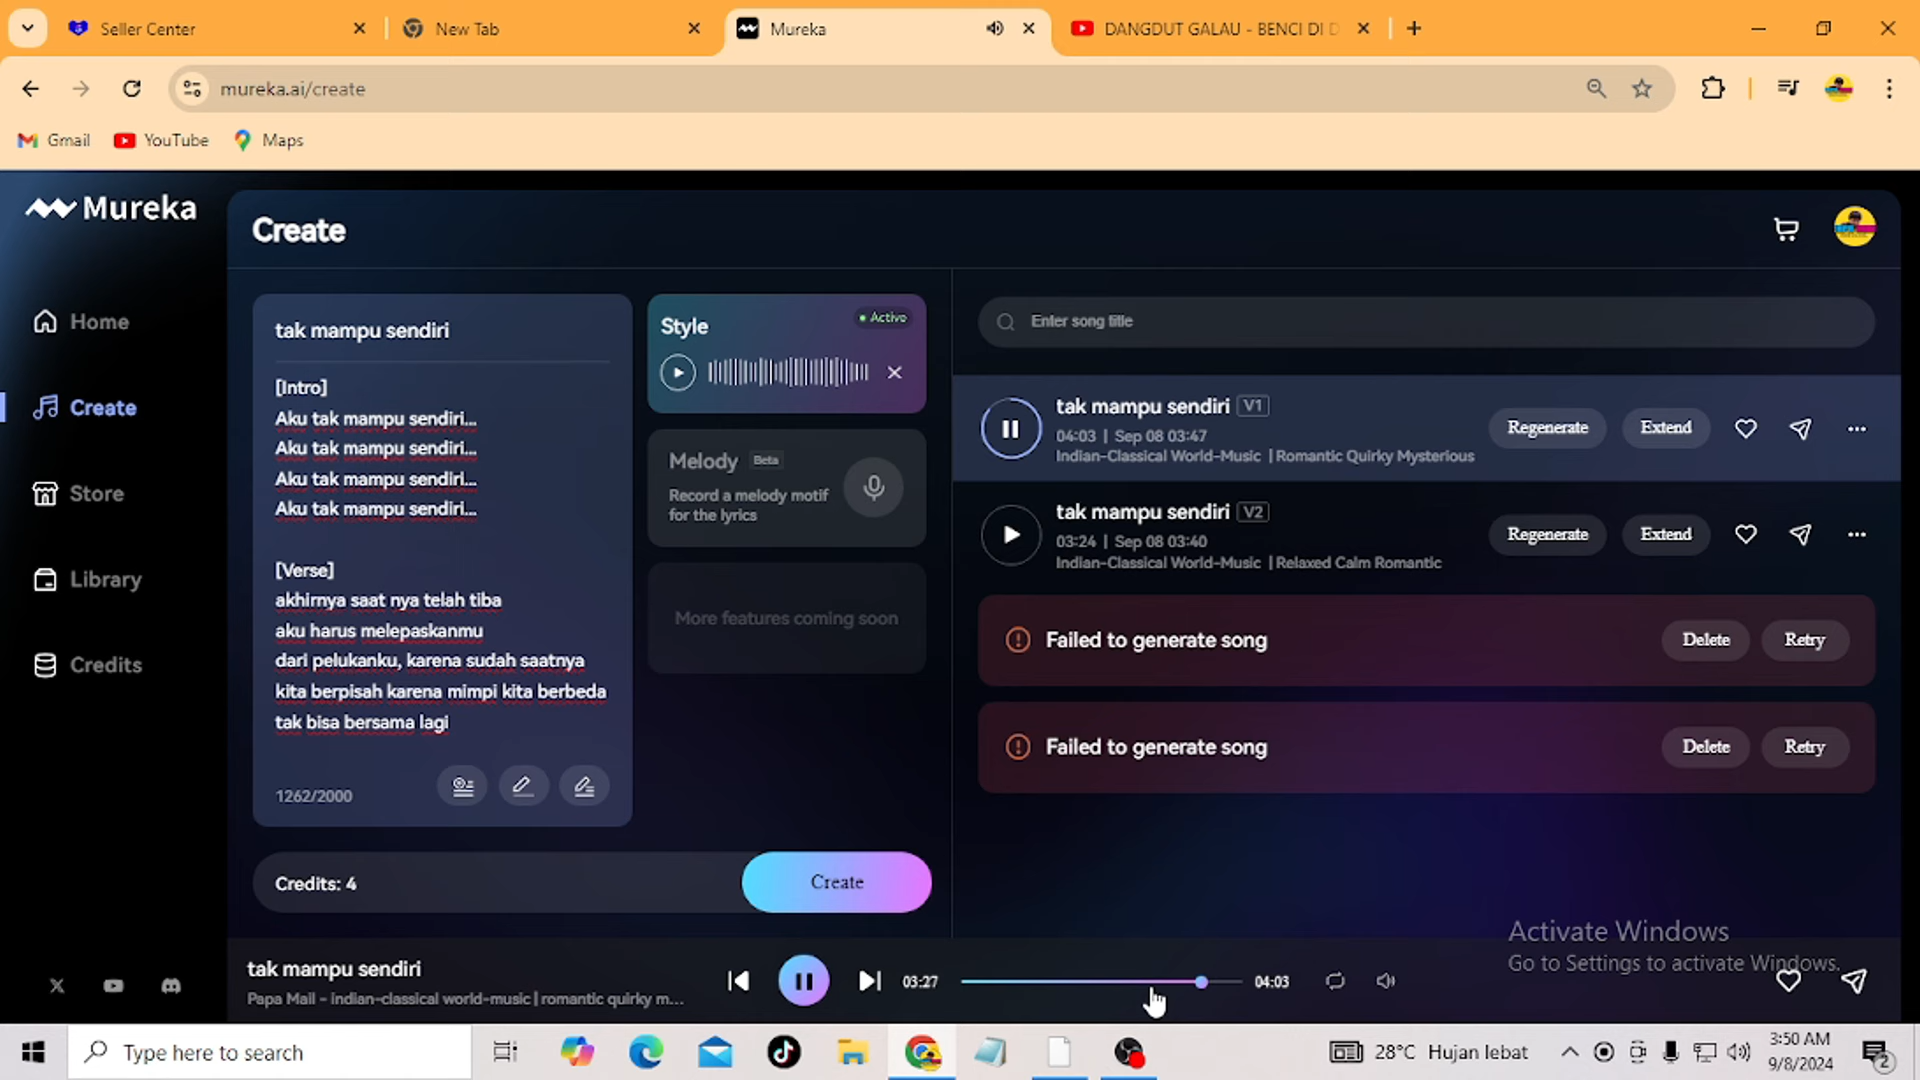 Seller Center
New Tab
Mureka
DANGDUT GALAU - BENCI DI D
mureka.ai/create
Gmail
YouTube
Maps
Mureka
Create
Home
Create
Store
Library
Credits
tak mampu sendiri
[Intro]
Aku tak mampu sendiri...
Aku tak mampu sendiri...
Aku tak mampu sendiri...
Aku tak mampu sendiri...
[Verse]
akhirnya saat nya telah tiba
aku harus melepaskanmu
dari pelukanku, karena sudah saatnya
kita berpisah karena mimpi kita berbeda
tak bisa bersama lagi
1262/2000
Style
Active
Melody Beta
Record a melody motif
for the lyrics
More features coming soon
Credits: 4
Create
Enter song title
tak mampu sendiri V1
04:03 | Sep 08 03:47
Indian-Classical World-Music | Romantic Quirky Mysterious
Regenerate
Extend
tak mampu sendiri V2
03:24 | Sep 08 03:40
Indian-Classical World-Music | Relaxed Calm Romantic
Regenerate
Extend
Failed to generate song
Delete
Retry
Failed to generate song
Delete
Retry
Activate Windows
Go to Settings to activate Windows.
tak mampu sendiri
Papa Mail - indian-classical world-music | romantic quirky m...
03:27
04:03
Type here to search
28°C Hujan lebat
3:50 AM
9/8/2024
2